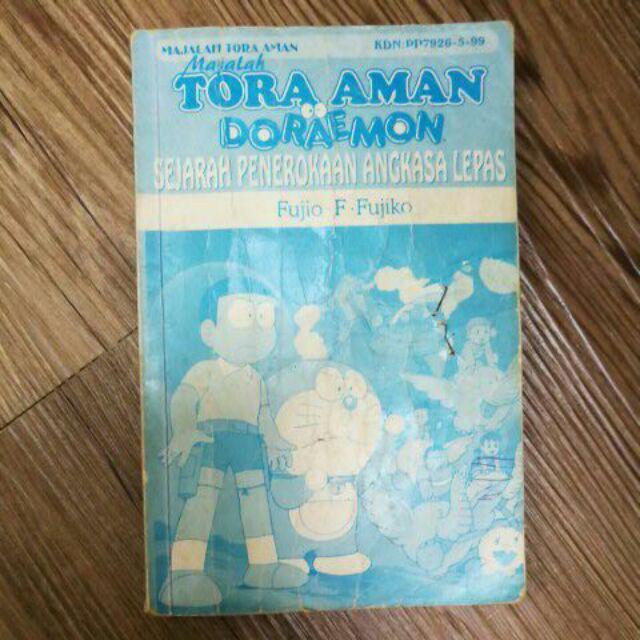 MAJALAH TORA AMAN KDN:PP7926-5-99
Majalah
TORA AMAN
DORAEMON
SEJARAH PENEROKAAN ANGKASA LEPAS
Fujio F·Fujiko